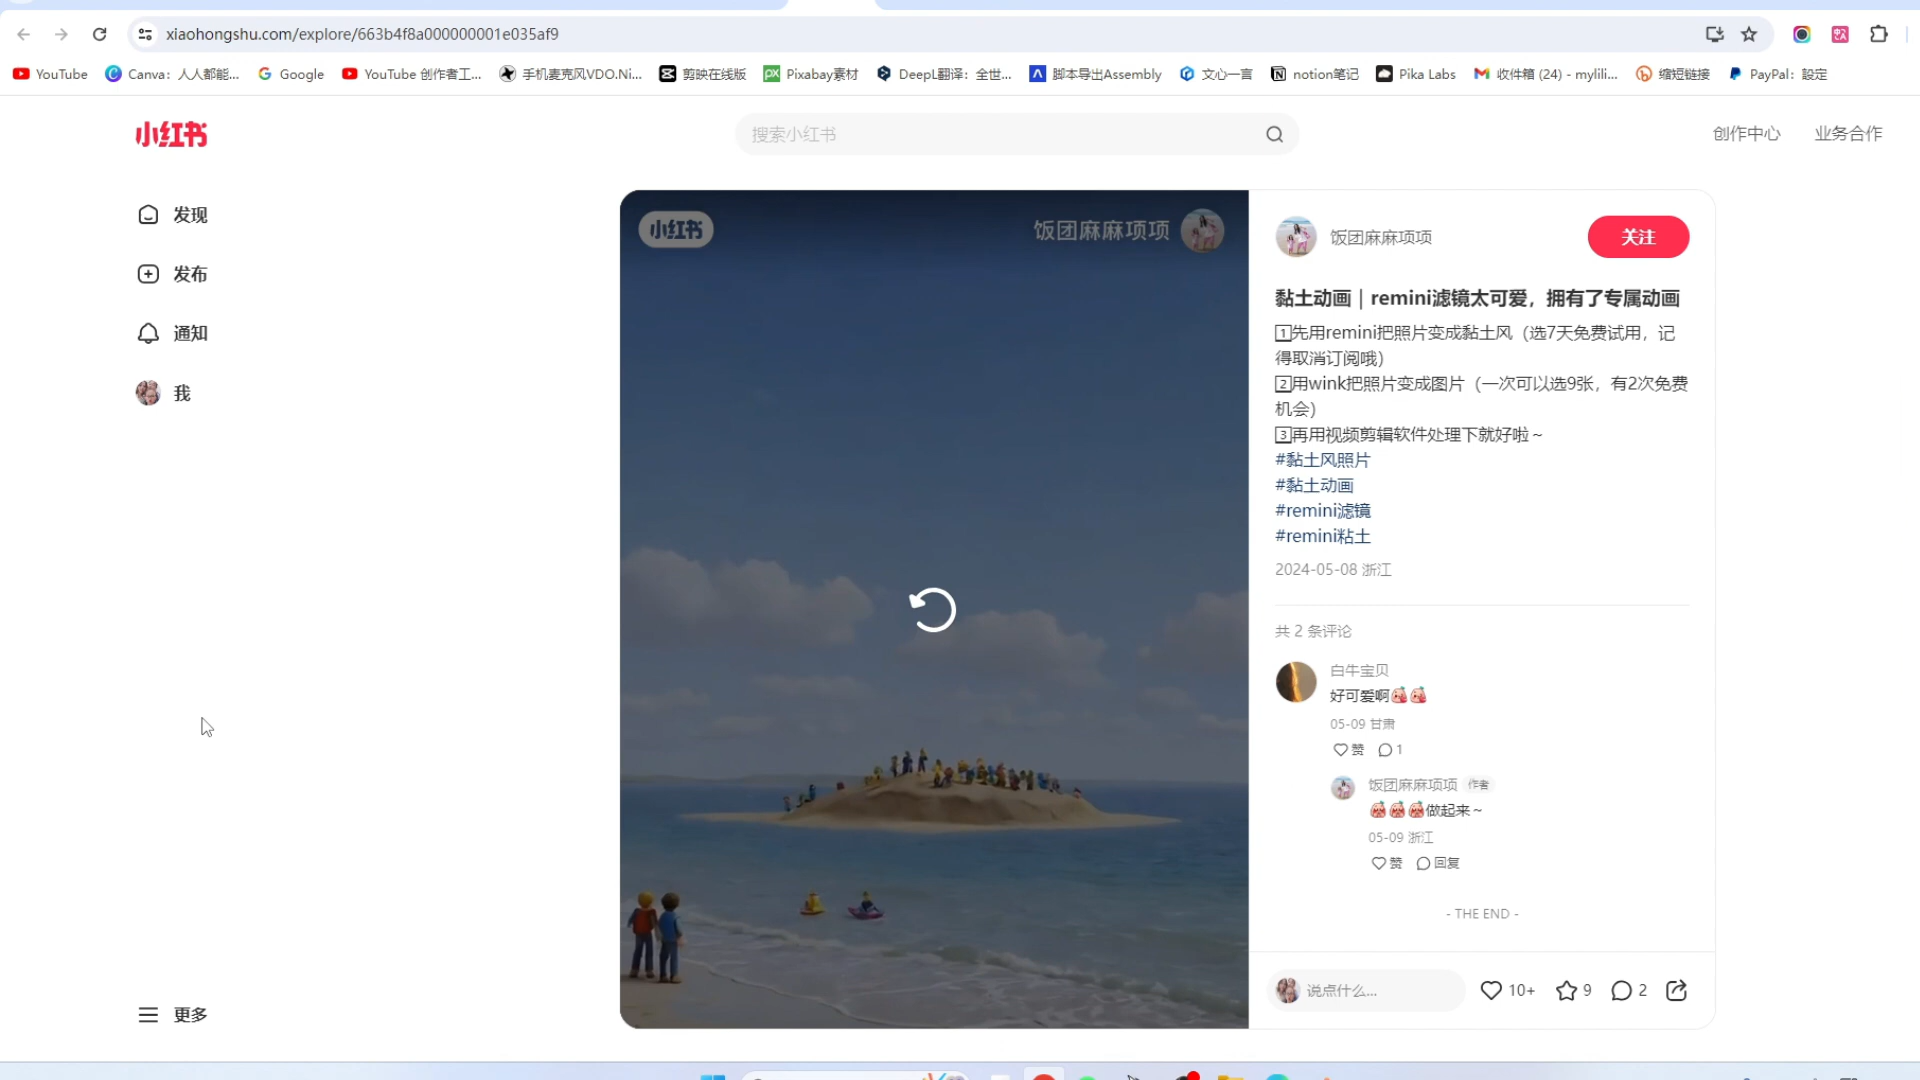 xiaohongshu.com/explore/663b4f8a000000001e035af9
YouTube
Canva：人人都能...
Google
YouTube 创作者工...
手机麦克风VDO.Ni...
剪映在线版
Pixabay素材
DeepL翻译：全世...
脚本导出Assembly
文心一言
notion笔记
Pika Labs
收件箱 (24) - mylili...
缩短链接
PayPal：設定
小红书
搜索小红书
创作中心
业务合作
发现
发布
通知
我
更多
小红书
饭团麻麻项项
饭团麻麻项项
关注
黏土动画｜remini滤镜太可爱，拥有了专属动画
1️⃣先用remini把照片变成黏土风（选7天免费试用，记
得取消订阅哦）
2️⃣用wink把照片变成图片（一次可以选9张，有2次免费
机会）
3️⃣再用视频剪辑软件处理下就好啦～
#黏土风照片
#黏土动画
#remini滤镜
#remini粘土
2024-05-08 浙江
共 2 条评论
白牛宝贝
好可爱啊
05-09 甘肃
赞 1
饭团麻麻项项 作者
做起来～
05-09 浙江
赞 回复
- THE END -
说点什么...
10+
9
2